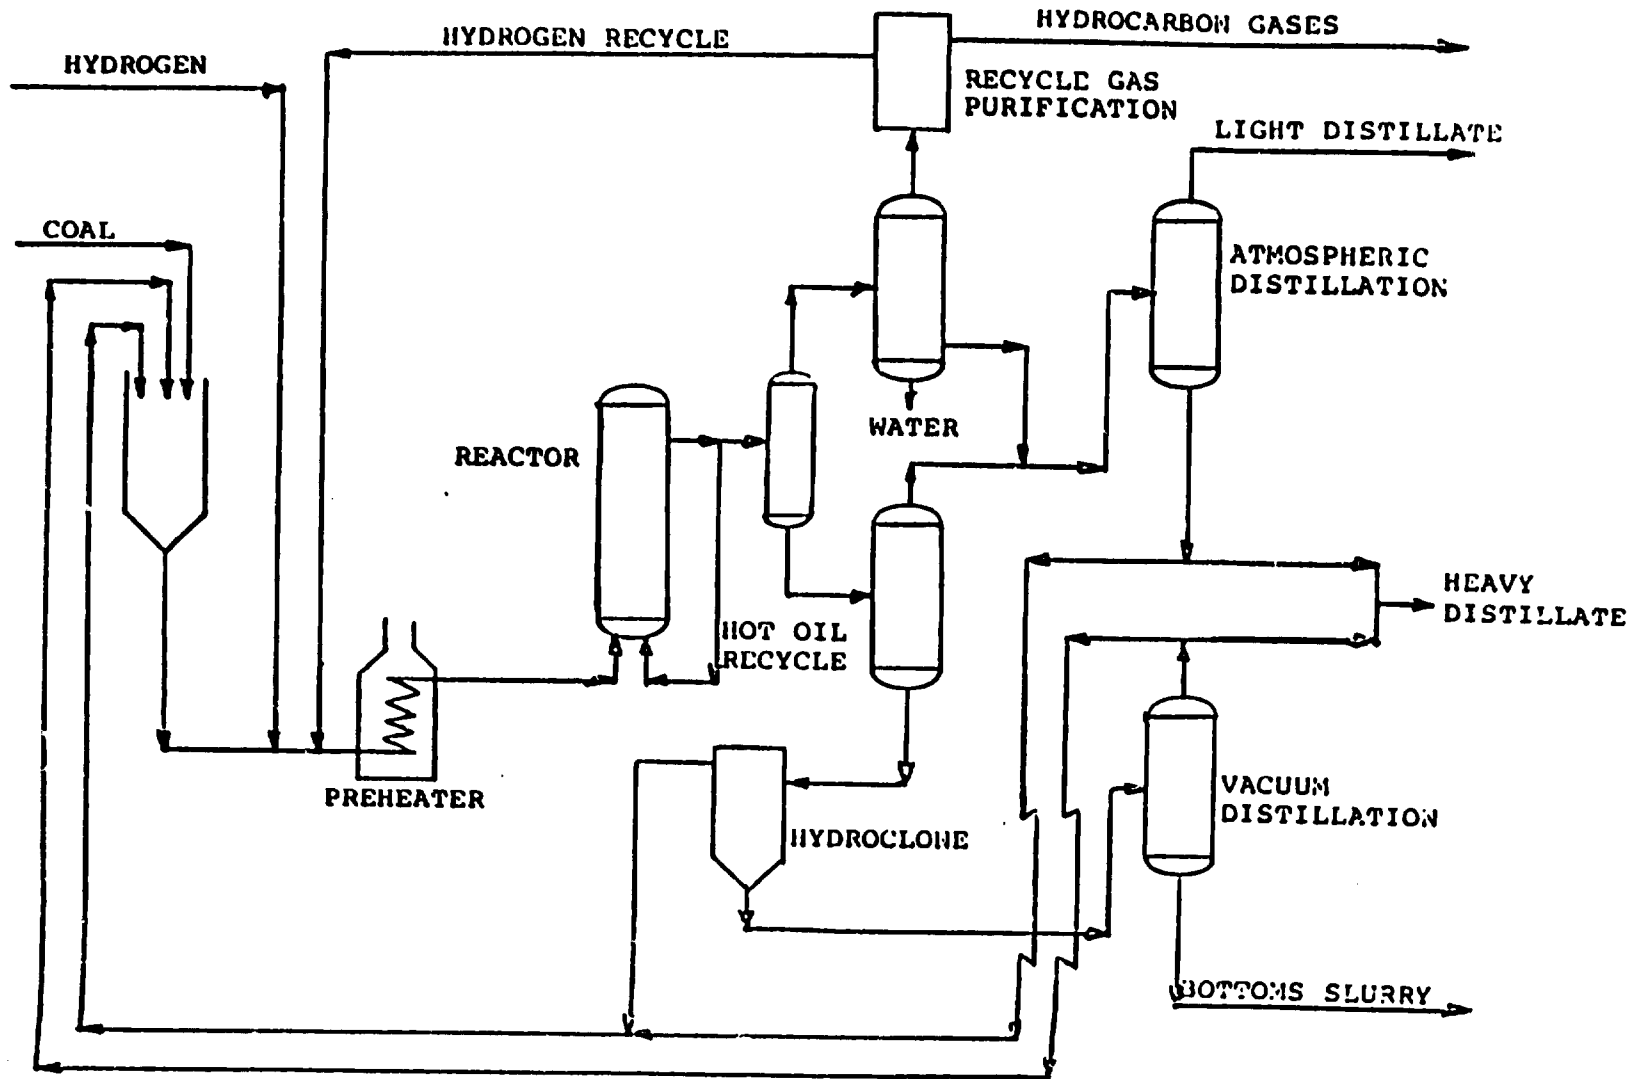 HYDROCARBON GASES
HYDROGEN RECYCLE
HYDROGEN
RECYCLE GAS
PURIFICATION
LIGHT DISTILLATE
COAL
ATMOSPHERIC
DISTILLATION
WATER
REACTOR
HEAVY
DISTILLATE
HOT OIL
RECYCLE
PREHEATER
VACUUM
DISTILLATION
HYDROCLONE
BOTTOMS SLURRY